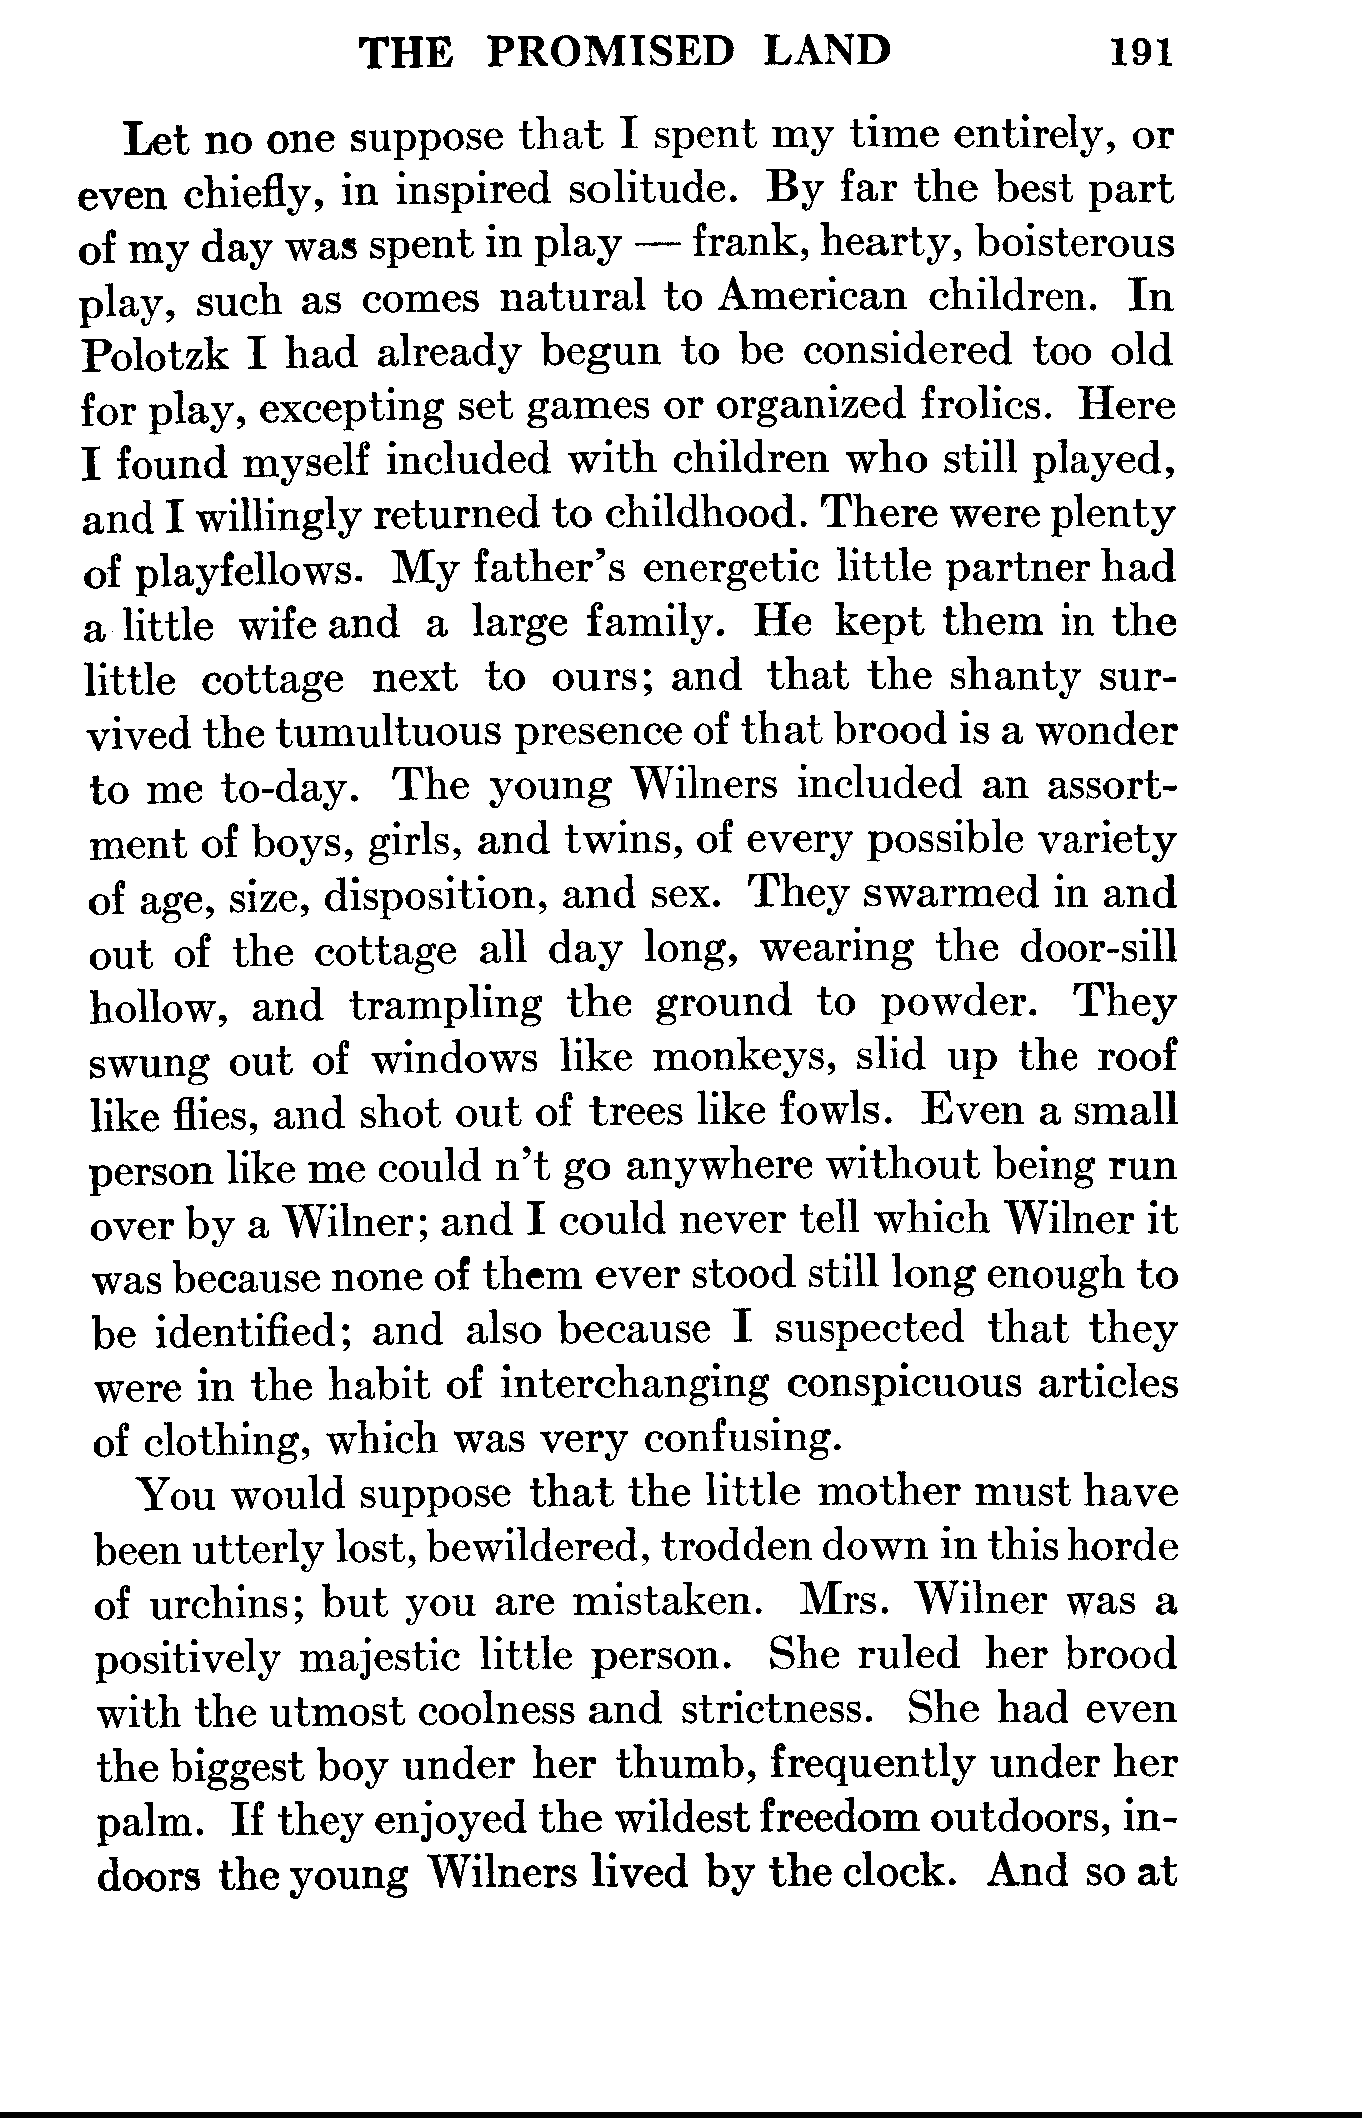 THE PROMISED LAND 191
Let no one suppose that I spent my time entirely, or
even chiefly, in inspired solitude. By far the best part
of my day was spent in play — frank, hearty, boisterous
play, such as comes natural to American children. In
Polotzk I had already begun to be considered too old
for play, excepting set games or organized frolics. Here
I found myself included with children who still played,
and I willingly returned to childhood. There were plenty
of playfellows. My father's energetic little partner had
a little wife and a large family. He kept them in the
little cottage next to ours; and that the shanty sur-
vived the tumultuous presence of that brood is a wonder
to me to-day. The young Wilners included an assort-
ment of boys, girls, and twins, of every possible variety
of age, size, disposition, and sex. They swarmed in and
out of the cottage all day long, wearing the door-sill
hollow, and trampling the ground to powder. They
swung out of windows like monkeys, slid up the roof
like flies, and shot out of trees like fowls. Even a small
person like me could n't go anywhere without being run
over by a Wilner; and I could never tell which Wilner it
was because none of them ever stood still long enough to
be identified; and also because I suspected that they
were in the habit of interchanging conspicuous articles
of clothing, which was very confusing.
You would suppose that the little mother must have
been utterly lost, bewildered, trodden down in this horde
of urchins; but you are mistaken. Mrs. Wilner was a
positively majestic little person. She ruled her brood
with the utmost coolness and strictness. She had even
the biggest boy under her thumb, frequently under her
palm. If they enjoyed the wildest freedom outdoors, in-
doors the young Wilners lived by the clock. And so at